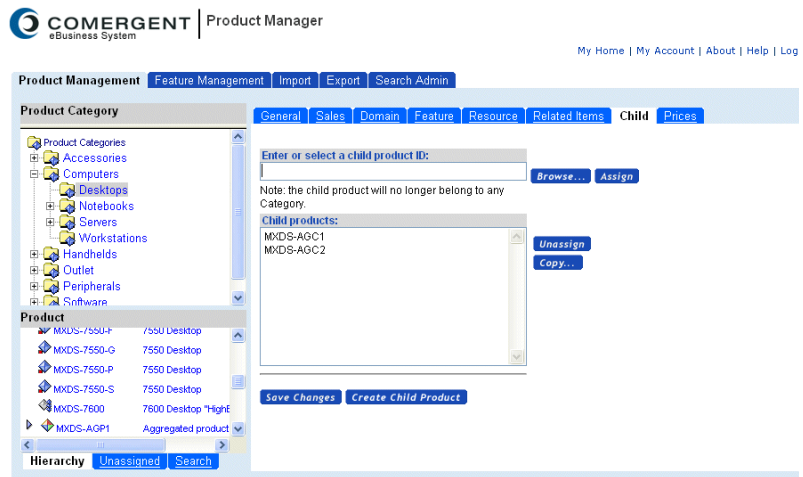 COMERGENT
eBusiness System
Product Manager
My Home | My Account | About | Help | Log
Product Management Feature Management Import Export Search Admin
Product Category
Product Categories
Accessories
Computers
Desktops
Notebooks
Servers
Workstations
Handhelds
Outlet
Peripherals
Software
Product
MXDS-7550-F 7550 Desktop
MXDS-7550-G 7550 Desktop
MXDS-7550-P 7550 Desktop
MXDS-7550-S 7550 Desktop
MXDS-7600 7600 Desktop "HighE
MXDS-AGP1 Aggregated product
Hierarchy Unassigned Search
General Sales Domain Feature Resource Related Items Child Prices
Enter or select a child product ID:
Browse... Assign
Note: the child product will no longer belong to any
Category.
Child products:
MXDS-AGC1
MXDS-AGC2
Unassign
Copy...
Save Changes Create Child Product